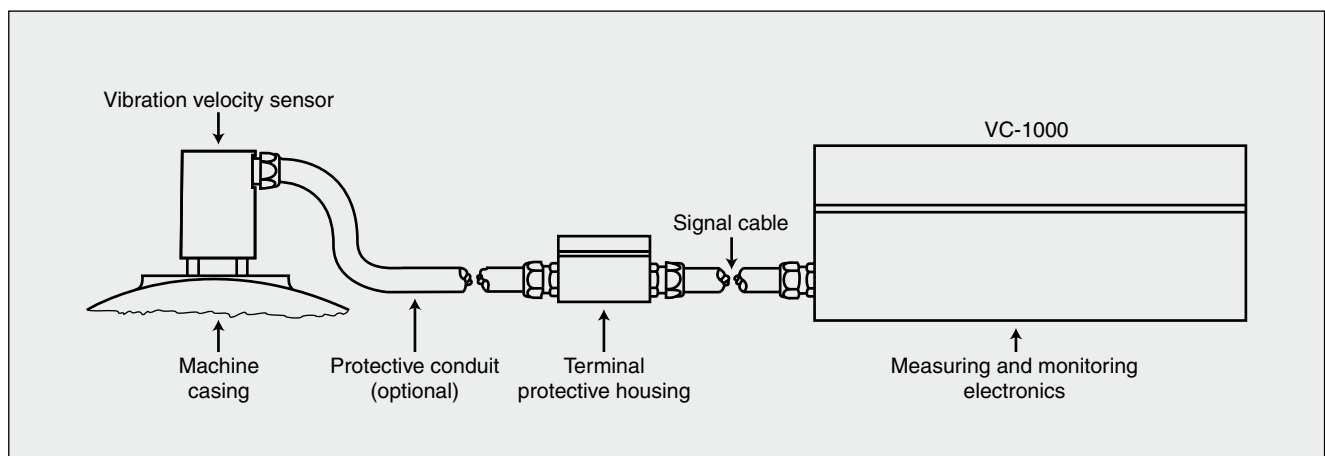 Vibration velocity sensor
VC-1000
Signal cable
Machine
casing
Protective conduit
(optional)
Terminal
protective housing
Measuring and monitoring
electronics